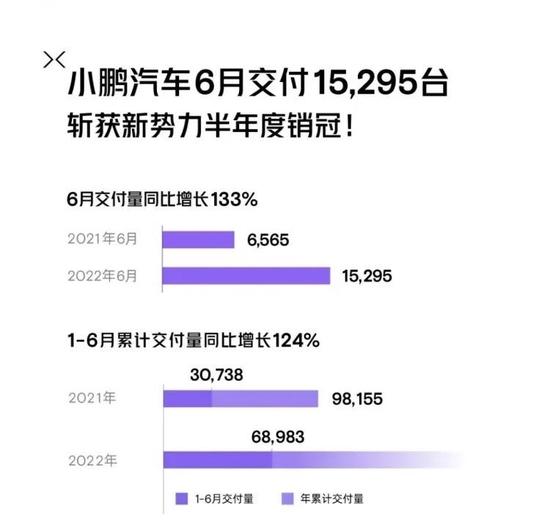 小鹏汽车6月交付15,295台
斩获新势力半年度销冠！
6月交付量同比增长133%
2021年6月 6,565
2022年6月 15,295
1-6月累计交付量同比增长124%
30,738
2021年 98,155
68,983
2022年
1-6月交付量 年累计交付量